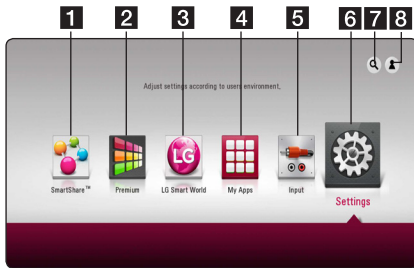 1 2 3 4 5 6 7 8
Adjust settings according to users environment.
LG
SmartShare™ Premium LG Smart World My Apps Input Settings